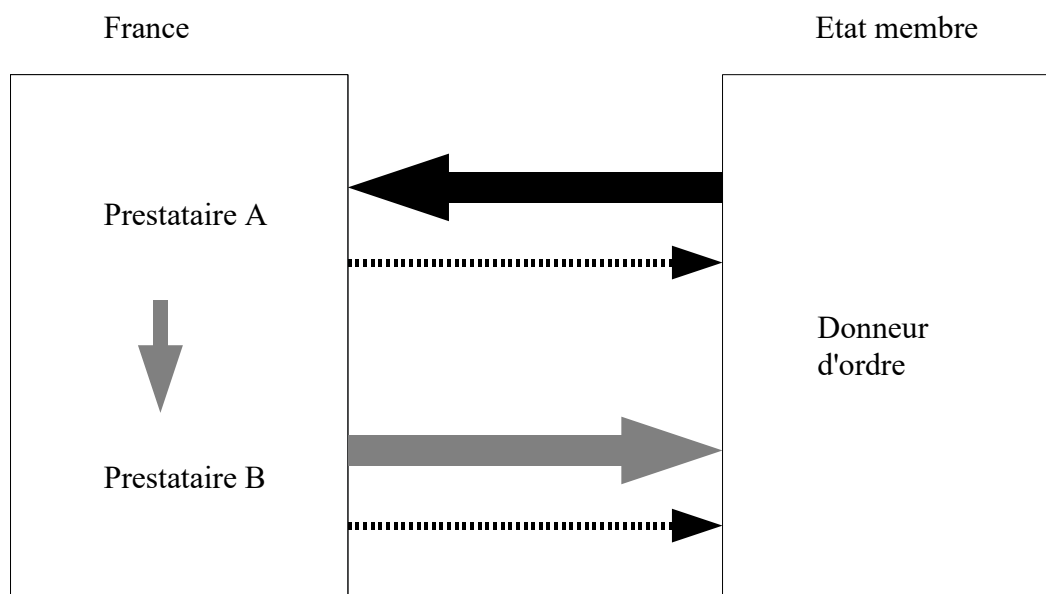 France
Etat membre
Prestataire A
Donneur
d'ordre
Prestataire B